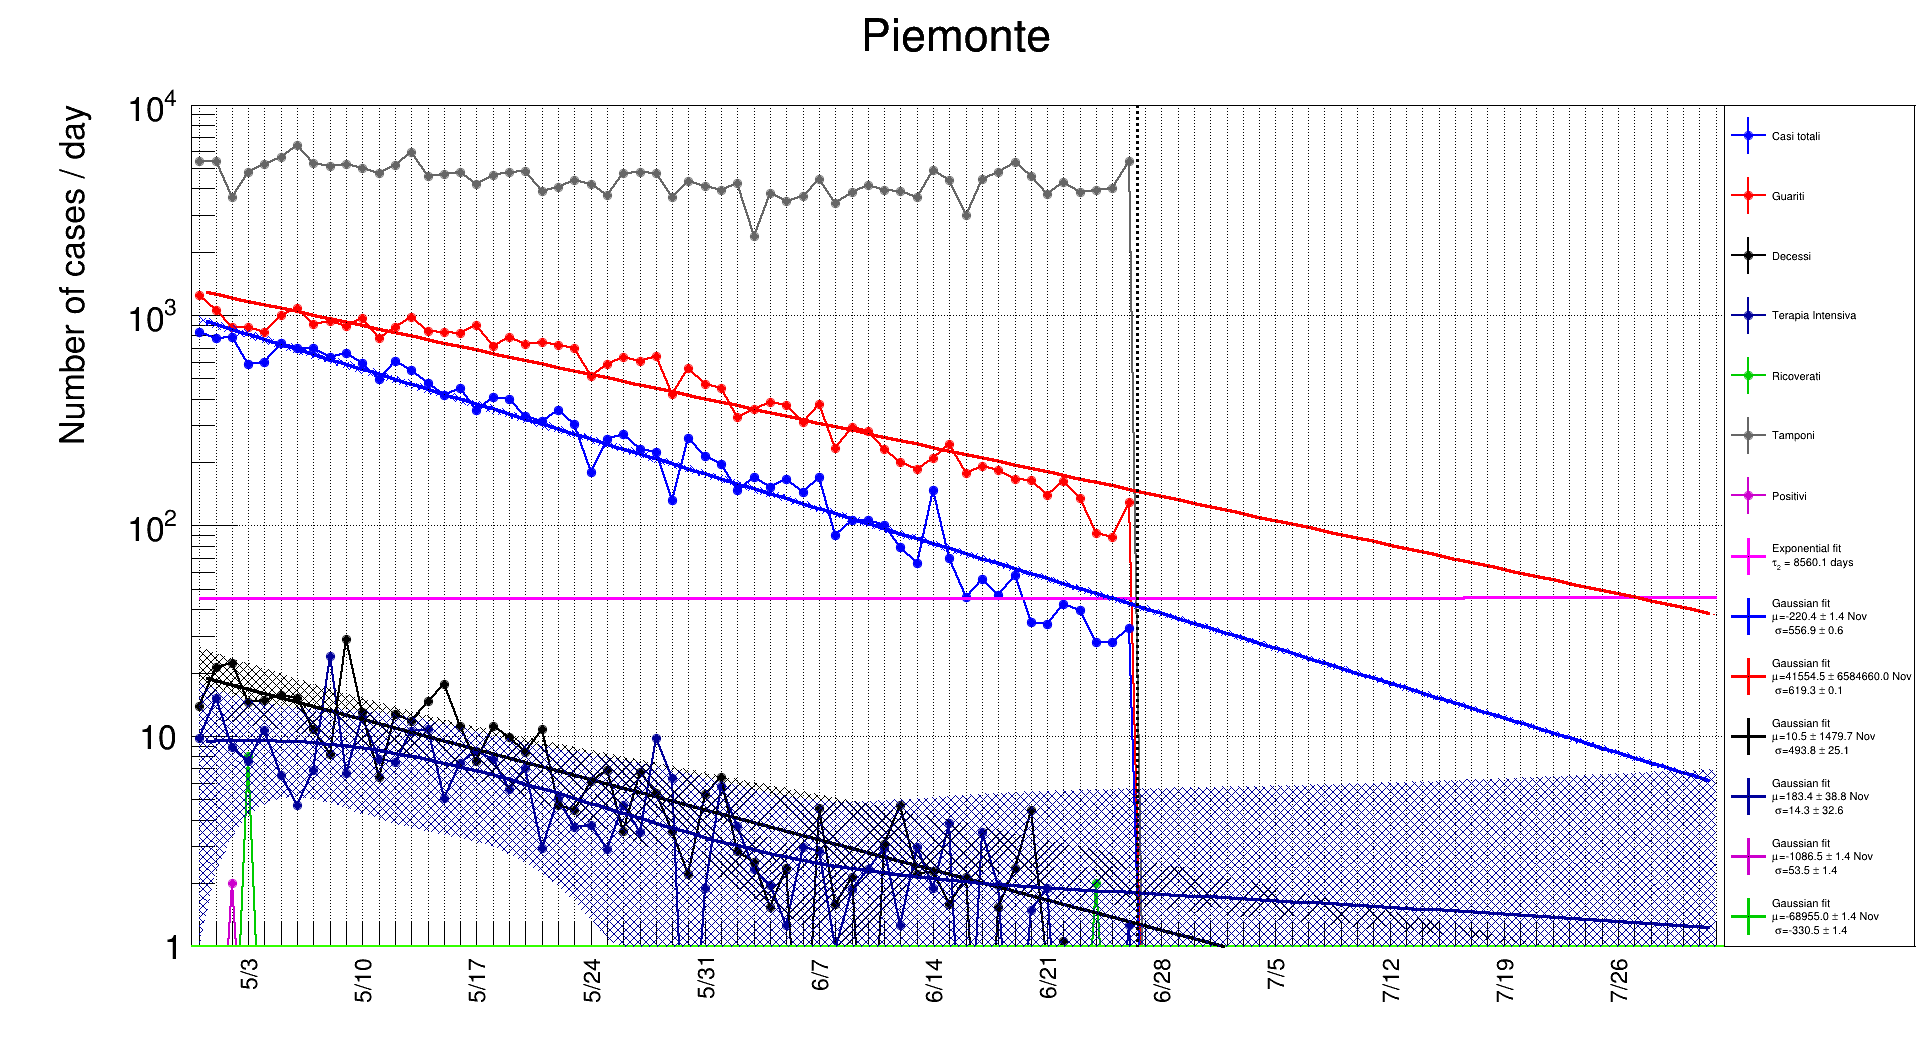 Piemonte
Number of cases / day
10⁴
10³
10²
10
1
5/3
5/10
5/17
5/24
5/31
6/7
6/14
6/21
6/28
7/5
7/12
7/19
7/26
Casi totali
Guariti
Decessi
Terapia Intensiva
Ricoverati
Tamponi
Positivi
Exponential fit
τ₂ = 8560.1 days
Gaussian fit
μ=-220.4 ± 1.4 Nov
σ=556.9 ± 0.6
Gaussian fit
μ=41554.5 ± 6584660.0 Nov
σ=619.3 ± 0.1
Gaussian fit
μ=10.5 ± 1479.7 Nov
σ=493.8 ± 25.1
Gaussian fit
μ=183.4 ± 38.8 Nov
σ=14.3 ± 32.6
Gaussian fit
μ=-1086.5 ± 1.4 Nov
σ=53.5 ± 1.4
Gaussian fit
μ=-68955.0 ± 1.4 Nov
σ=-330.5 ± 1.4